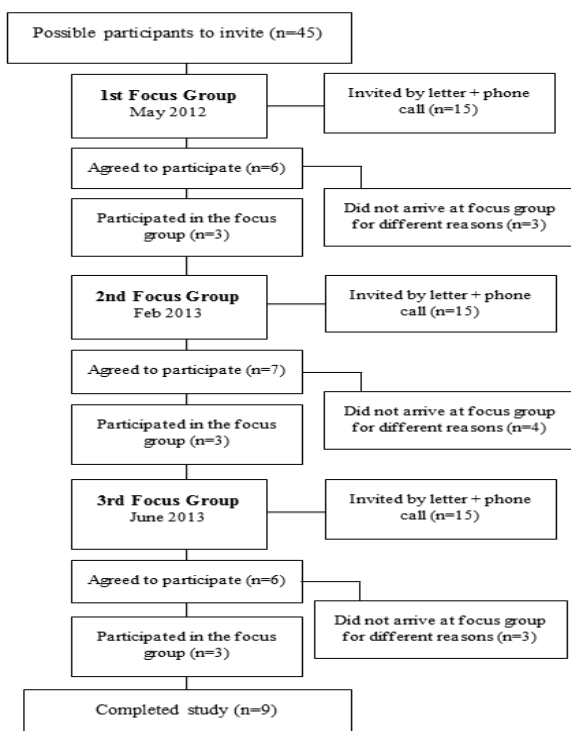 Possible participants to invite (n=45)
1st Focus Group
May 2012
Invited by letter + phone
call (n=15)
Agreed to participate (n=6)
Did not arrive at focus group
for different reasons (n=3)
Participated in the focus
group (n=3)
2nd Focus Group
Feb 2013
Invited by letter + phone
call (n=15)
Agreed to participate (n=7)
Did not arrive at focus group
for different reasons (n=4)
Participated in the focus
group (n=3)
3rd Focus Group
June 2013
Invited by letter + phone
call (n=15)
Agreed to participate (n=6)
Did not arrive at focus group
for different reasons (n=3)
Participated in the focus
group (n=3)
Completed study (n=9)